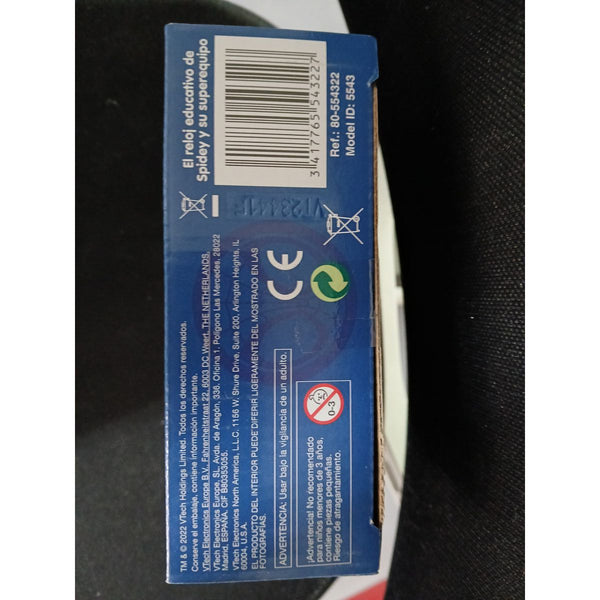 El reloj educativo de
Spidey y su superequipo
3 417765 543227
Ref.: 80-554322
Model ID: 5543
CE
TM & © 2022 VTech Holdings Limited. Todos los derechos reservados.
Conserve el embalaje, contiene información importante.
VTech Electronics Europe B.V., Fahrenheitstraat 22, 6003 DC Weert, THE NETHERLANDS.
VTech Electronics Europe, SL. Avda. de Aragón, 336. Oficina 1. Polígono Las Mercedes. 28022
Madrid, ESPAÑA, CIF B80353055.
VTech Electronics North America, L.L.C. 1156 W. Shure Drive, Suite 200, Arlington Heights, IL
60004, U.S.A.
EL PRODUCTO DEL INTERIOR PUEDE DIFERIR LIGERAMENTE DEL MOSTRADO EN LAS
FOTOGRAFÍAS.
ADVERTENCIA: Usar bajo la vigilancia de un adulto.
0-3
¡Advertencia! No recomendado
para niños menores de 3 años,
contiene piezas pequeñas.
Riesgo de atragantamiento.